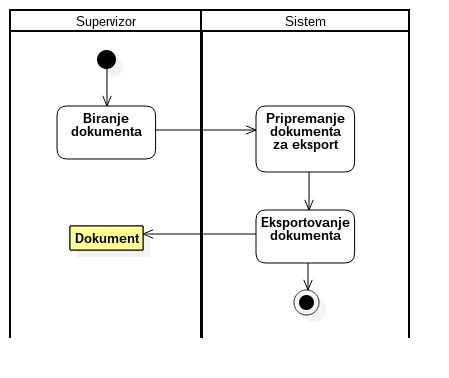 Supervizor
Sistem
Biranje
dokumenta
Pripremanje
dokumenta
za eksport
Dokument
Eksportovanje
dokumenta